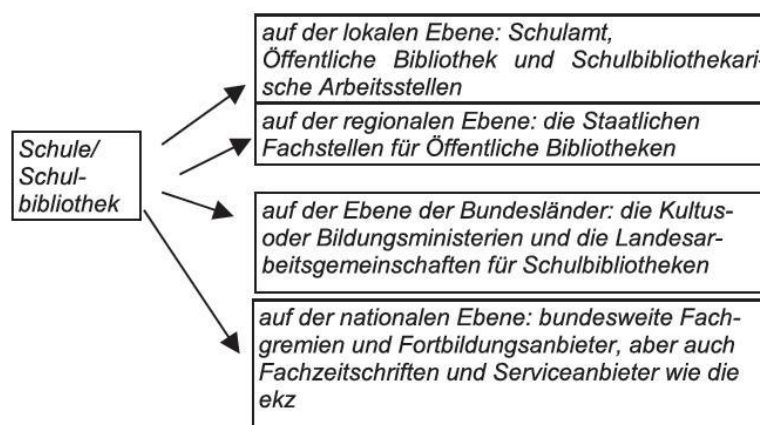 auf der lokalen Ebene: Schulamt,
Öffentliche Bibliothek und Schulbibliothekari-
sche Arbeitsstellen
auf der regionalen Ebene: die Staatlichen
Fachstellen für Öffentliche Bibliotheken
Schule/
Schul-
bibliothek
auf der Ebene der Bundesländer: die Kultus-
oder Bildungsministerien und die Landesar-
beitsgemeinschaften für Schulbibliotheken
auf der nationalen Ebene: bundesweite Fach-
gremien und Fortbildungsanbieter, aber auch
Fachzeitschriften und Serviceanbieter wie die
ekz